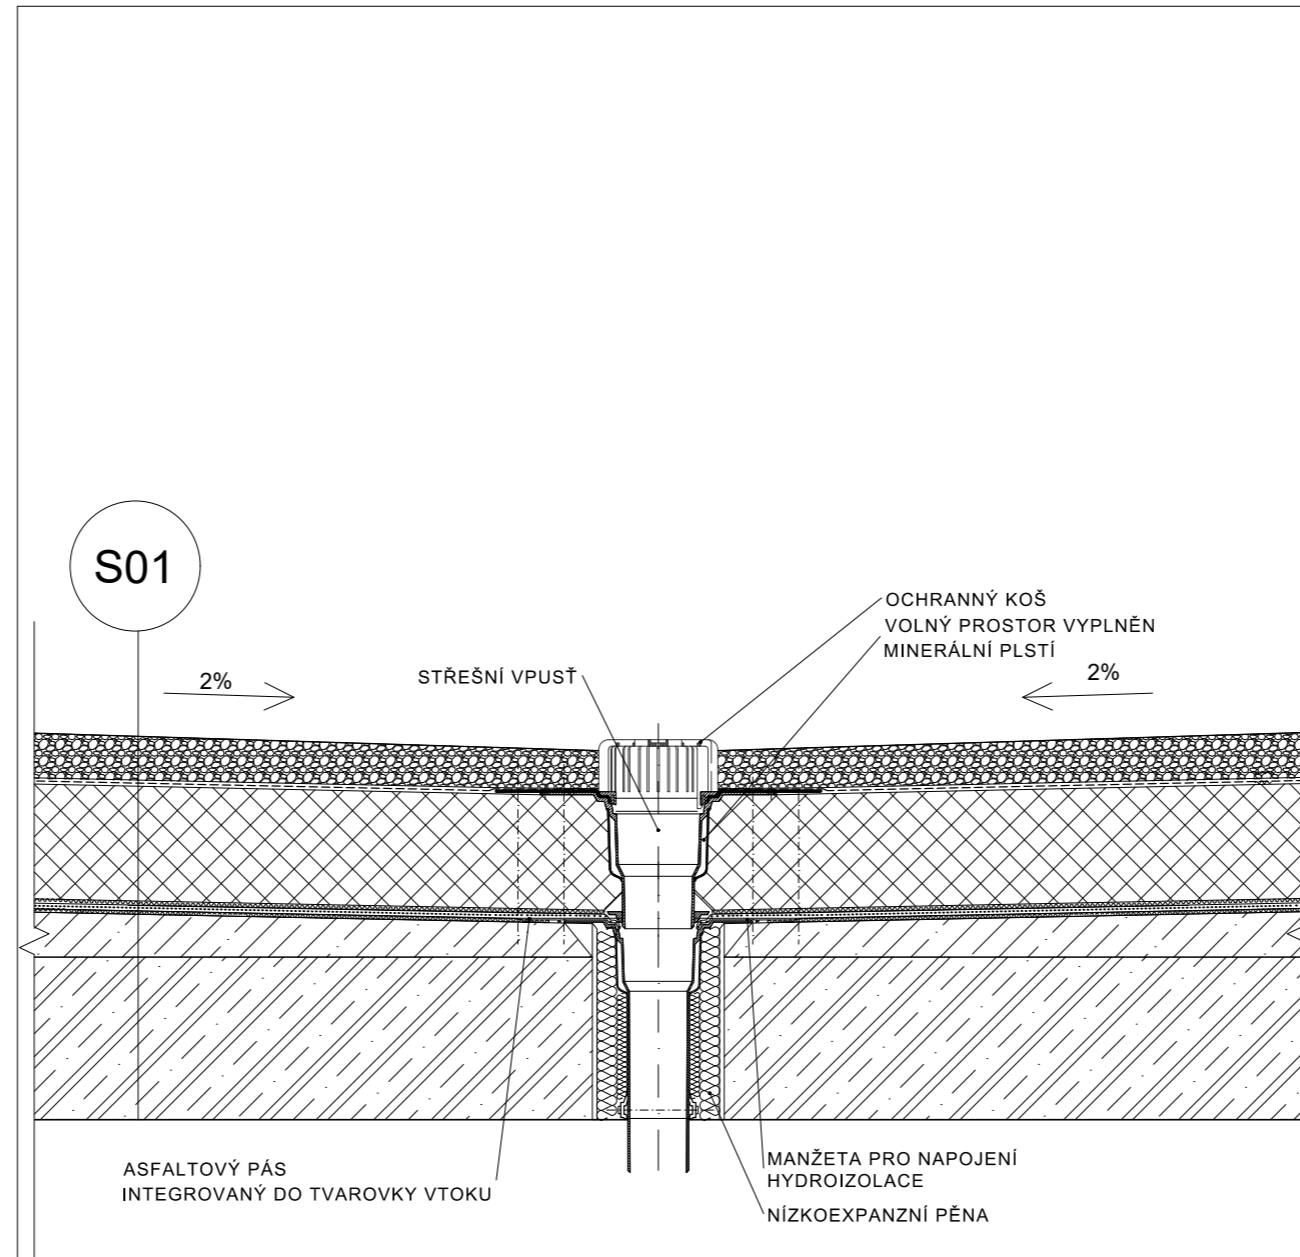 S01
OCHRANNÝ KOŠ
VOLNÝ PROSTOR VYPLNĚN
MINERÁLNÍ PLSTÍ
STŘEŠNÍ VPUSŤ
2%
2%
ASFALTOVÝ PÁS
INTEGROVANÝ DO TVAROVKY VTOKU
MANŽETA PRO NAPOJENÍ
HYDROIZOLACE
NÍZKOEXPANZNÍ PĚNA